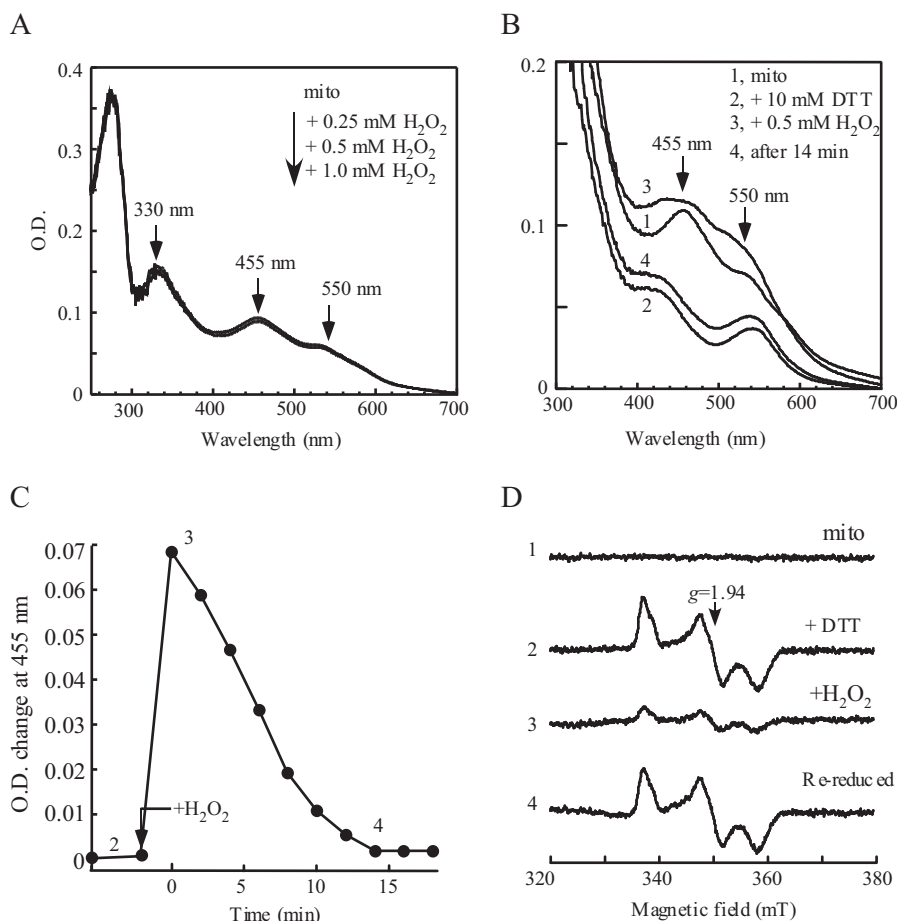 A
0.4
0.3
0.2
0.1
0
O.D.
mito
+ 0.25 mM H2O2
+ 0.5 mM H2O2
+ 1.0 mM H2O2
330 nm
455 nm
550 nm
300 400 500 600 700
Wavelength (nm)
B
0.2
0.1
0
1, mito
2, + 10 mM DTT
3, + 0.5 mM H2O2
4, after 14 min
455 nm
550 nm
3
1
4
2
300 400 500 600 700
Wavelength (nm)
C
0.07
0.06
0.05
0.04
0.03
0.02
0.01
0
O.D. change at 455 nm
3
+H2O2
2
4
0 5 10 15
Time (min)
D
1
mito
g=1.94
2
+ DTT
3
+H2O2
4
Re-reduced
320 340 360 380
Magnetic field (mT)